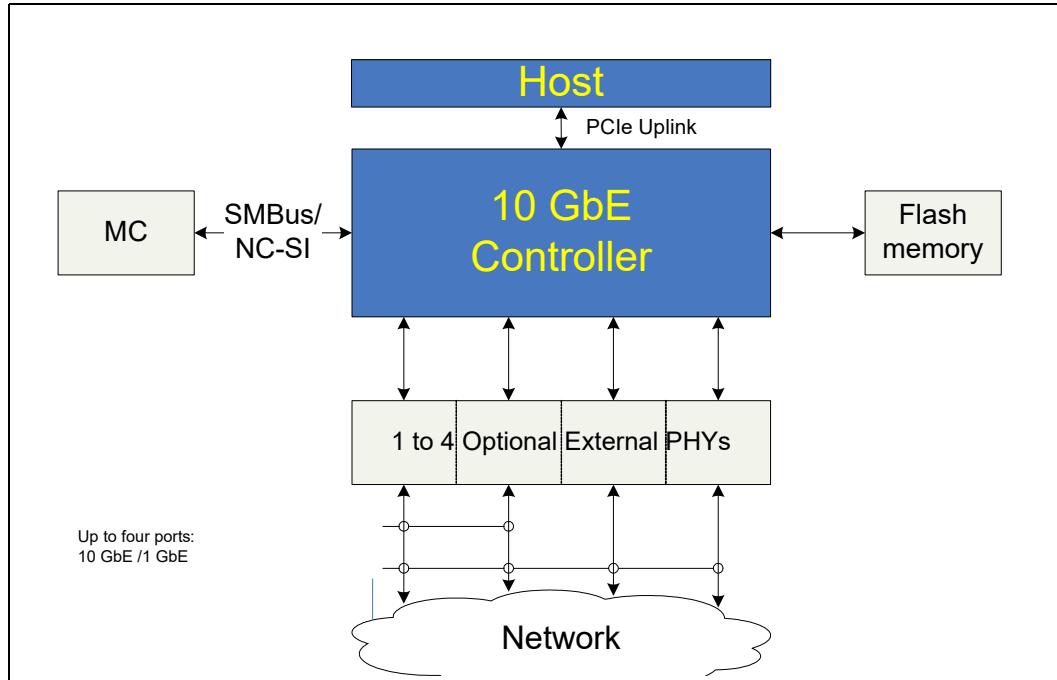 Host
PCIe Uplink
10 GbE
Controller
MC
SMBus/
NC-SI
Flash
memory
1 to 4 Optional External PHYs
Up to four ports:
10 GbE /1 GbE
Network